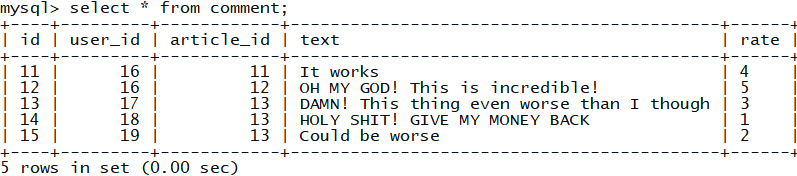 mysql> select * from comment;
+----+---------+------------+------------------------------------------+------+
| id | user_id | article_id | text                                     | rate |
+----+---------+------------+------------------------------------------+------+
| 11 |      16 |         11 | It works                                 | 4    |
| 12 |      16 |         12 | OH MY GOD! This is incredible!           | 5    |
| 13 |      17 |         13 | DAMN! This thing even worse than I though | 3    |
| 14 |      18 |         13 | HOLY SHIT! GIVE MY MONEY BACK            | 1    |
| 15 |      19 |         13 | Could be worse                           | 2    |
+----+---------+------------+------------------------------------------+------+
5 rows in set (0.00 sec)